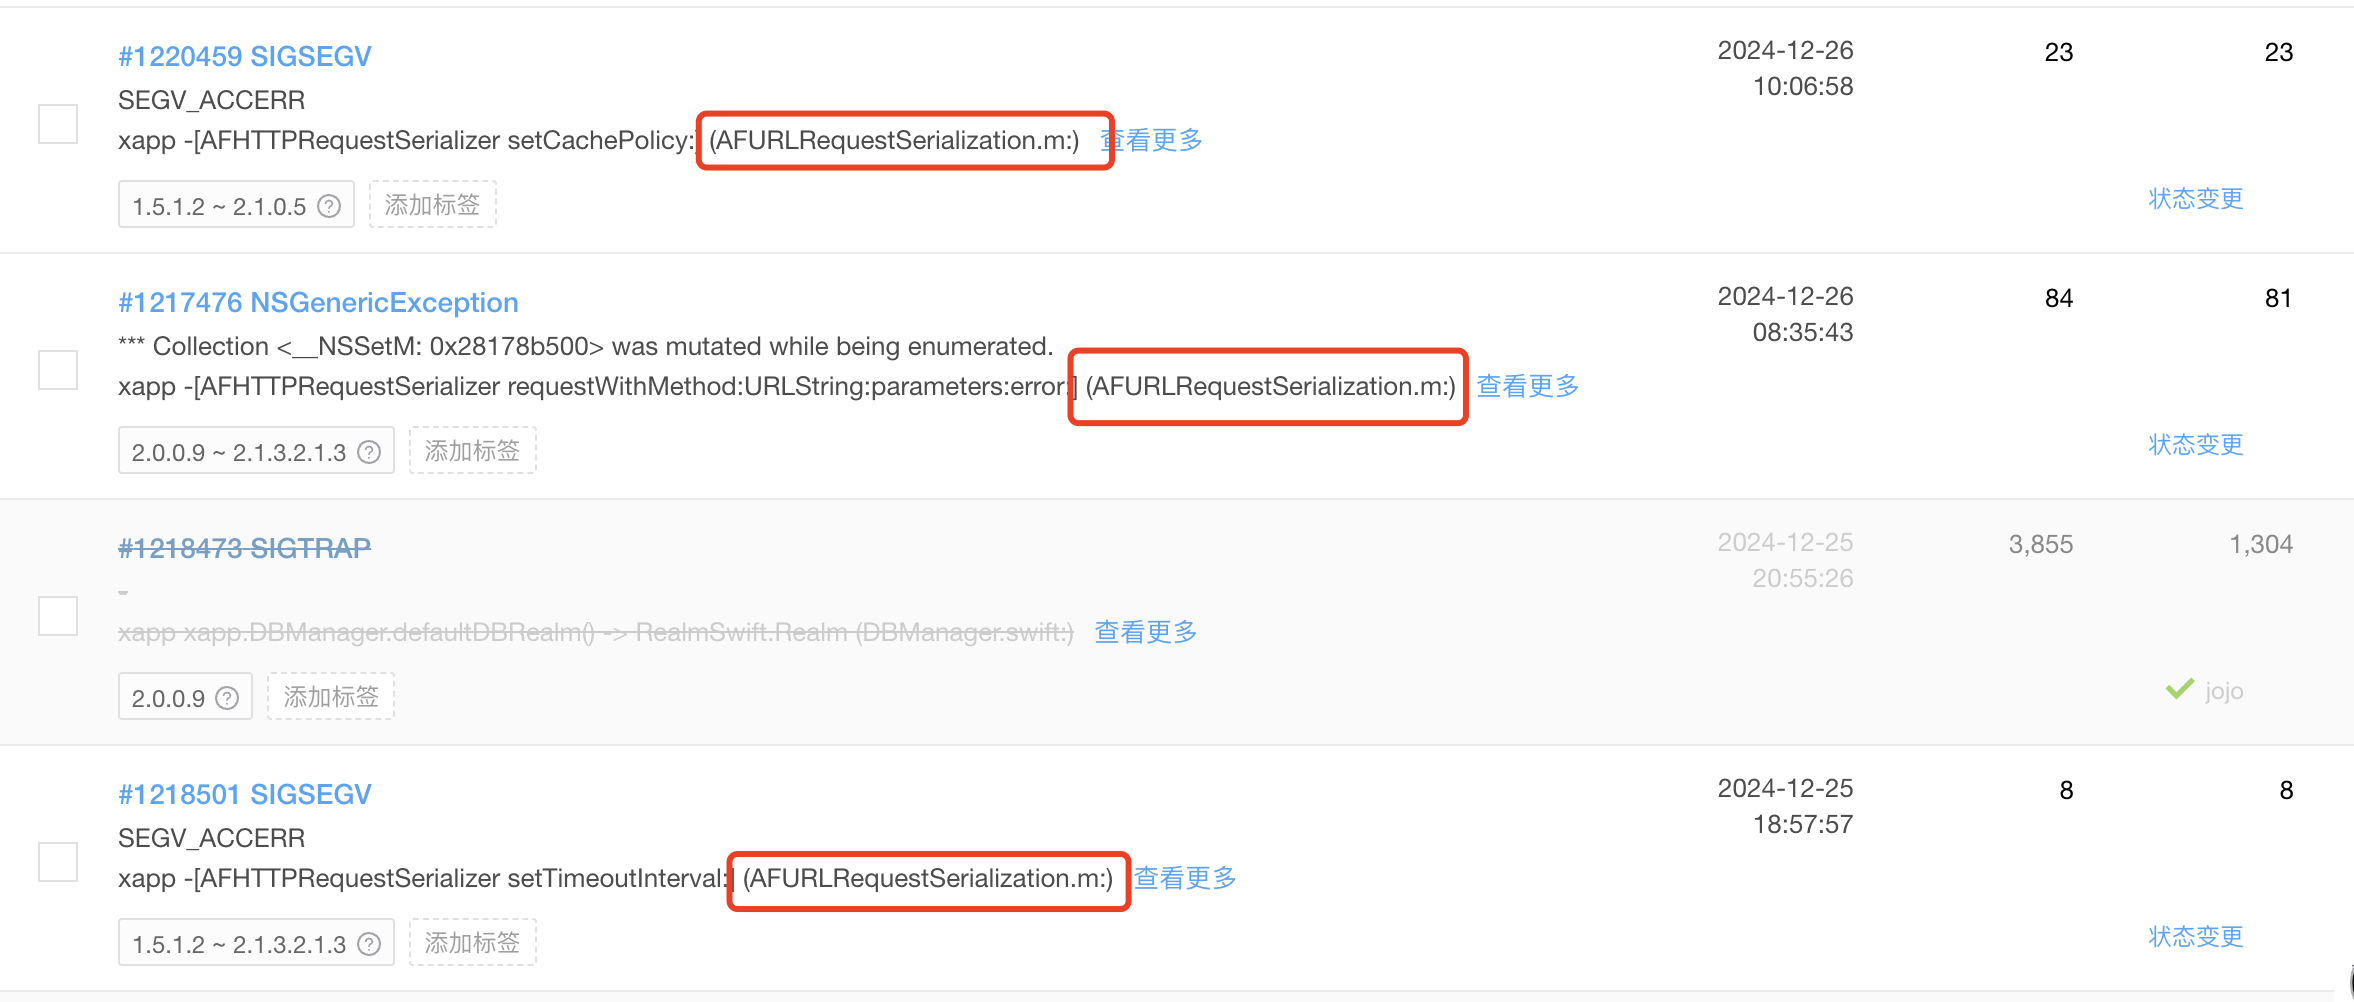 #1220459 SIGSEGV
2024-12-26 10:06:58
23
23
SEGV_ACCERR
xapp -[AFHTTPRequestSerializer setCachePolicy:] (AFURLRequestSerialization.m:) 查看更多
1.5.1.2 ~ 2.1.0.5 ?
添加标签
状态变更
#1217476 NSGenericException
2024-12-26 08:35:43
84
81
*** Collection <__NSSetM: 0x28178b500> was mutated while being enumerated.
xapp -[AFHTTPRequestSerializer requestWithMethod:URLString:parameters:error:] (AFURLRequestSerialization.m:) 查看更多
2.0.0.9 ~ 2.1.3.2.1.3 ?
添加标签
状态变更
#1218473 SIGTRAP
2024-12-25 20:55:26
3,855
1,304
-
xapp xapp.DBManager.defaultDBRealm() -> RealmSwift.Realm (DBManager.swift:) 查看更多
2.0.0.9 ?
添加标签
jojo
#1218501 SIGSEGV
2024-12-25 18:57:57
8
8
SEGV_ACCERR
xapp -[AFHTTPRequestSerializer setTimeoutInterval:] (AFURLRequestSerialization.m:) 查看更多
1.5.1.2 ~ 2.1.3.2.1.3 ?
添加标签
状态变更